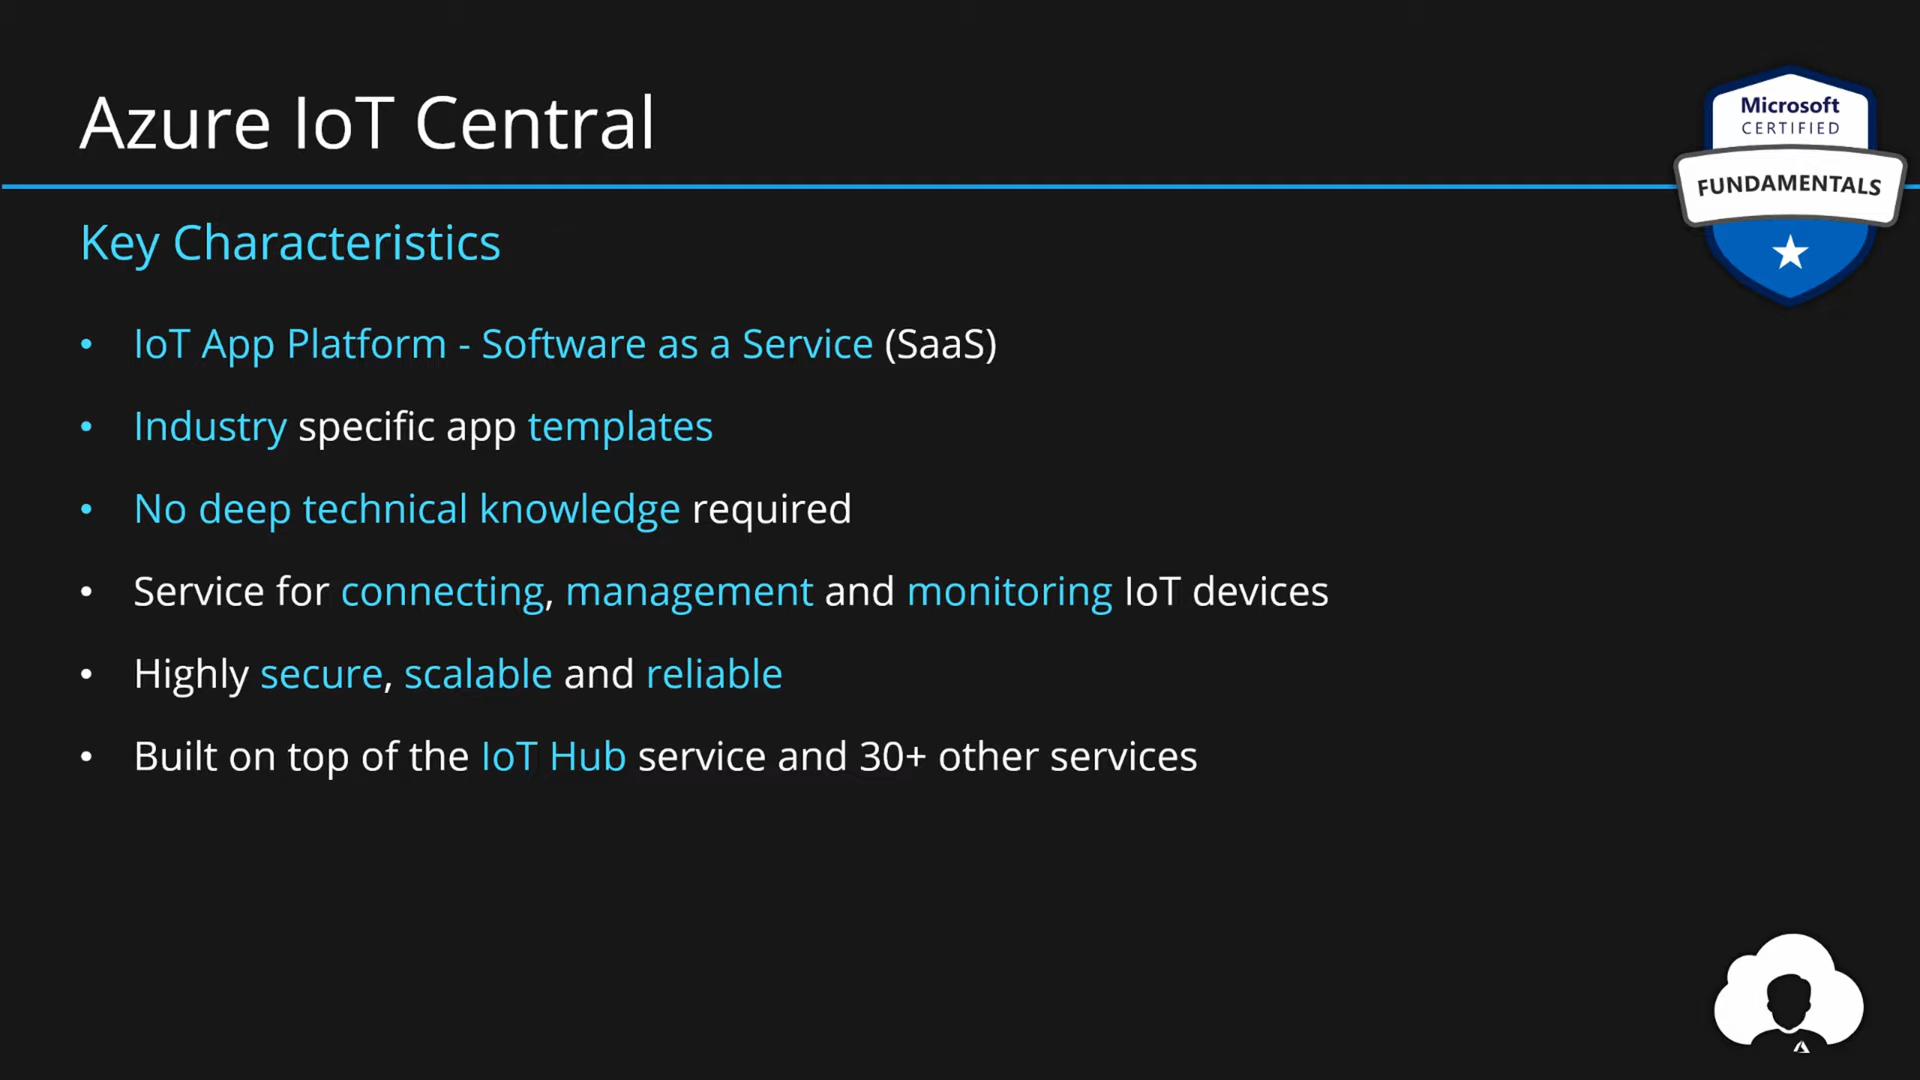 Azure IoT Central
Microsoft
CERTIFIED
FUNDAMENTALS
Key Characteristics
• IoT App Platform - Software as a Service (SaaS)
• Industry specific app templates
• No deep technical knowledge required
• Service for connecting, management and monitoring IoT devices
• Highly secure, scalable and reliable
• Built on top of the IoT Hub service and 30+ other services